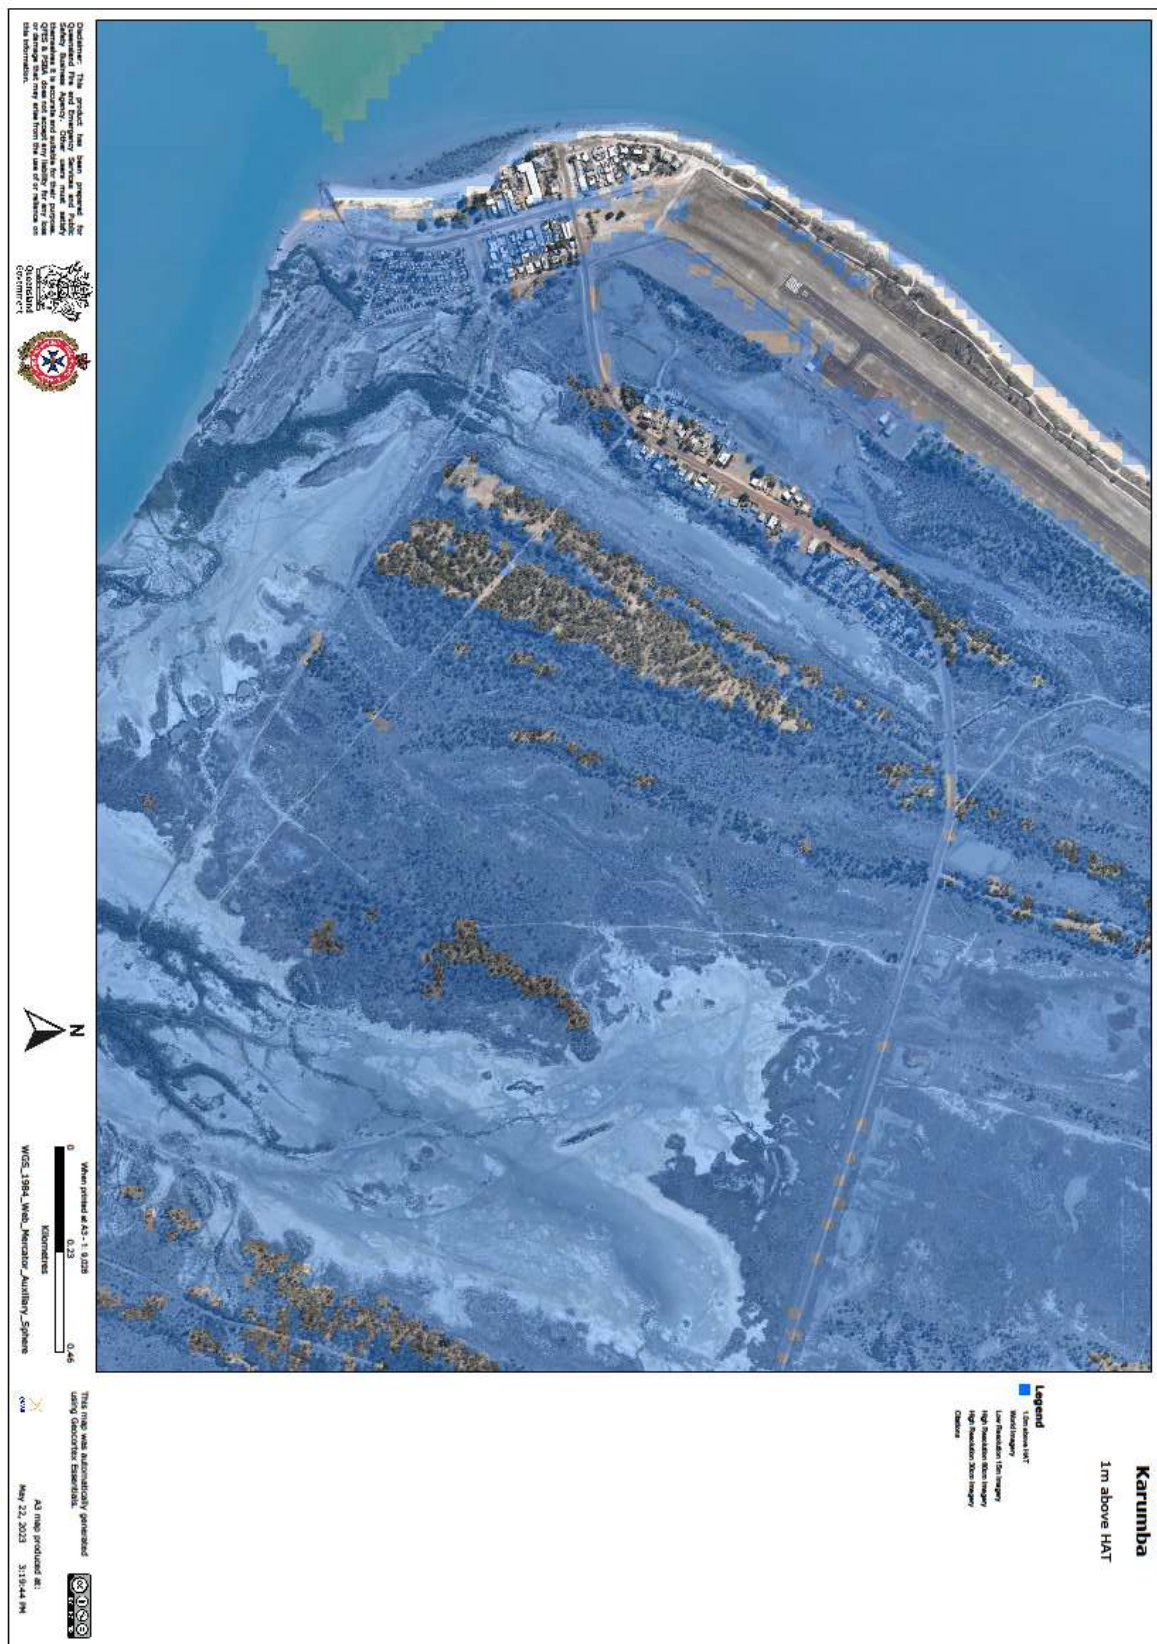 Karumba
1m above HAT
Legend
1.0m above HAT
World Imagery
Low Resolution 15m Imagery
High Resolution 60cm Imagery
High Resolution 30cm Imagery
Citations
Disclaimer: This product has been prepared for
Queensland Fire and Emergency Services and Public
Safety Business Agency. Other users must satisfy
themselves it is accurate and suitable for their purpose.
QFES & PSBA does not accept any liability for any loss
or damage that may arise from the use of or reliance on
this information.
Queensland
Government
N
When printed at A3 - 1: 9,028
0 0.23 0.46
Kilometres
WGS_1984_Web_Mercator_Auxiliary_Sphere
This map was automatically generated
using Geocortex Essentials.
A3 map produced at:
May 22, 2023 3:19:44 PM